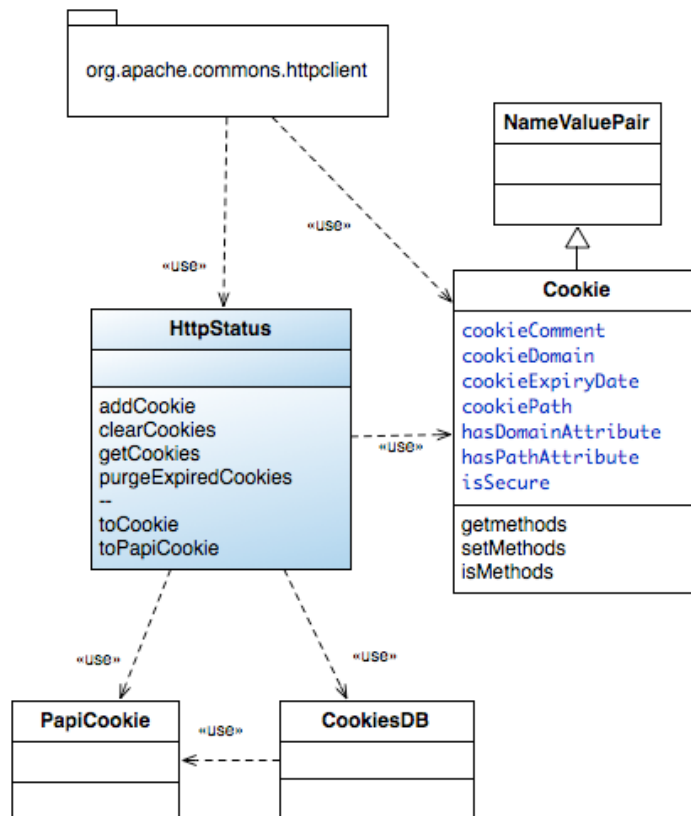 org.apache.commons.httpclient
NameValuePair
«use»
«use»
Cookie
cookieComment
cookieDomain
cookieExpiryDate
cookiePath
hasDomainAttribute
hasPathAttribute
isSecure
getmethods
setMethods
isMethods
HttpStatus
addCookie
clearCookies
getCookies
purgeExpiredCookies
--
toCookie
toPapiCookie
«use»
«use»
«use»
PapiCookie
«use»
CookiesDB